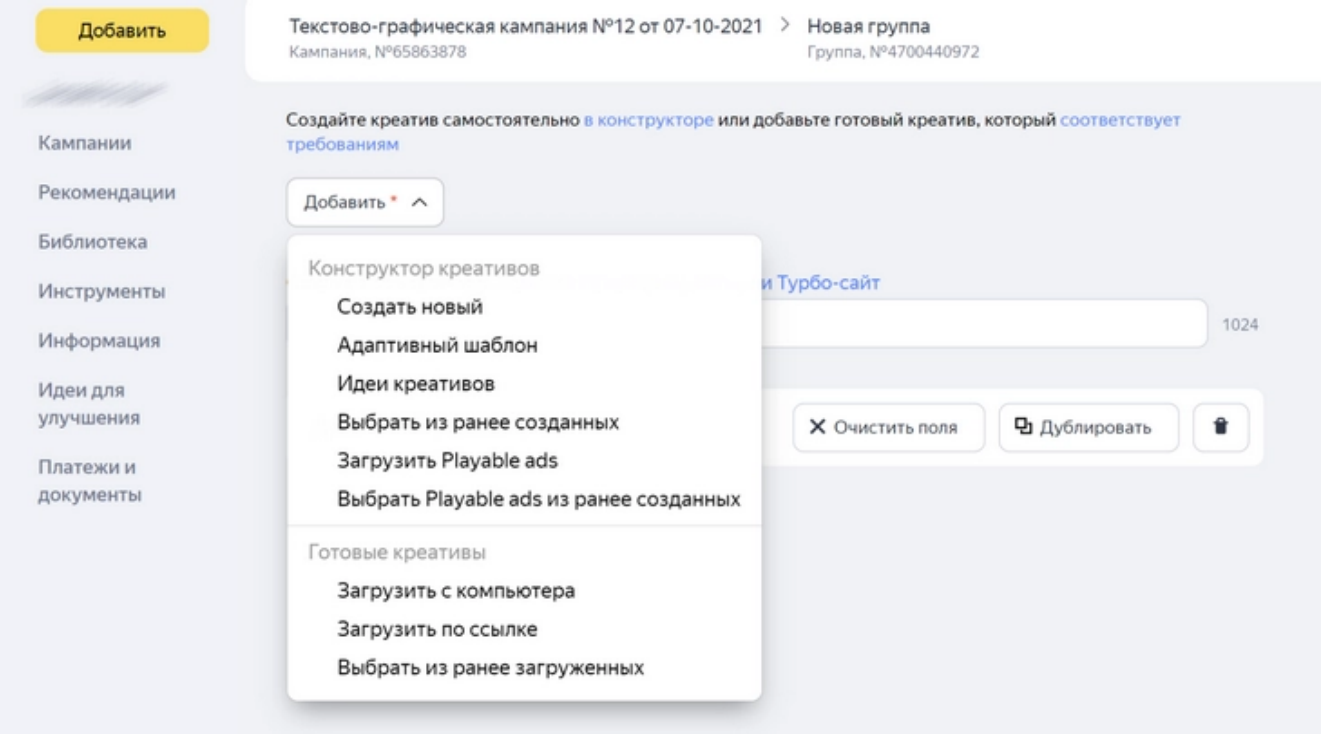 Добавить
Текстово-графическая кампания №12 от 07-10-2021 > Новая группа
Кампания, №65863878
Группа, №4700440972
Кампании
Рекомендации
Библиотека
Инструменты
Информация
Идеи для
улучшения
Платежи и
документы
Создайте креатив самостоятельно в конструкторе или добавьте готовый креатив, который соответствует
требованиям
Добавить *
Конструктор креативов
Создать новый
Адаптивный шаблон
Идеи креативов
Выбрать из ранее созданных
Загрузить Playable ads
Выбрать Playable ads из ранее созданных
Готовые креативы
Загрузить с компьютера
Загрузить по ссылке
Выбрать из ранее загруженных
и Турбо-сайт
1024
Очистить поля
Дублировать